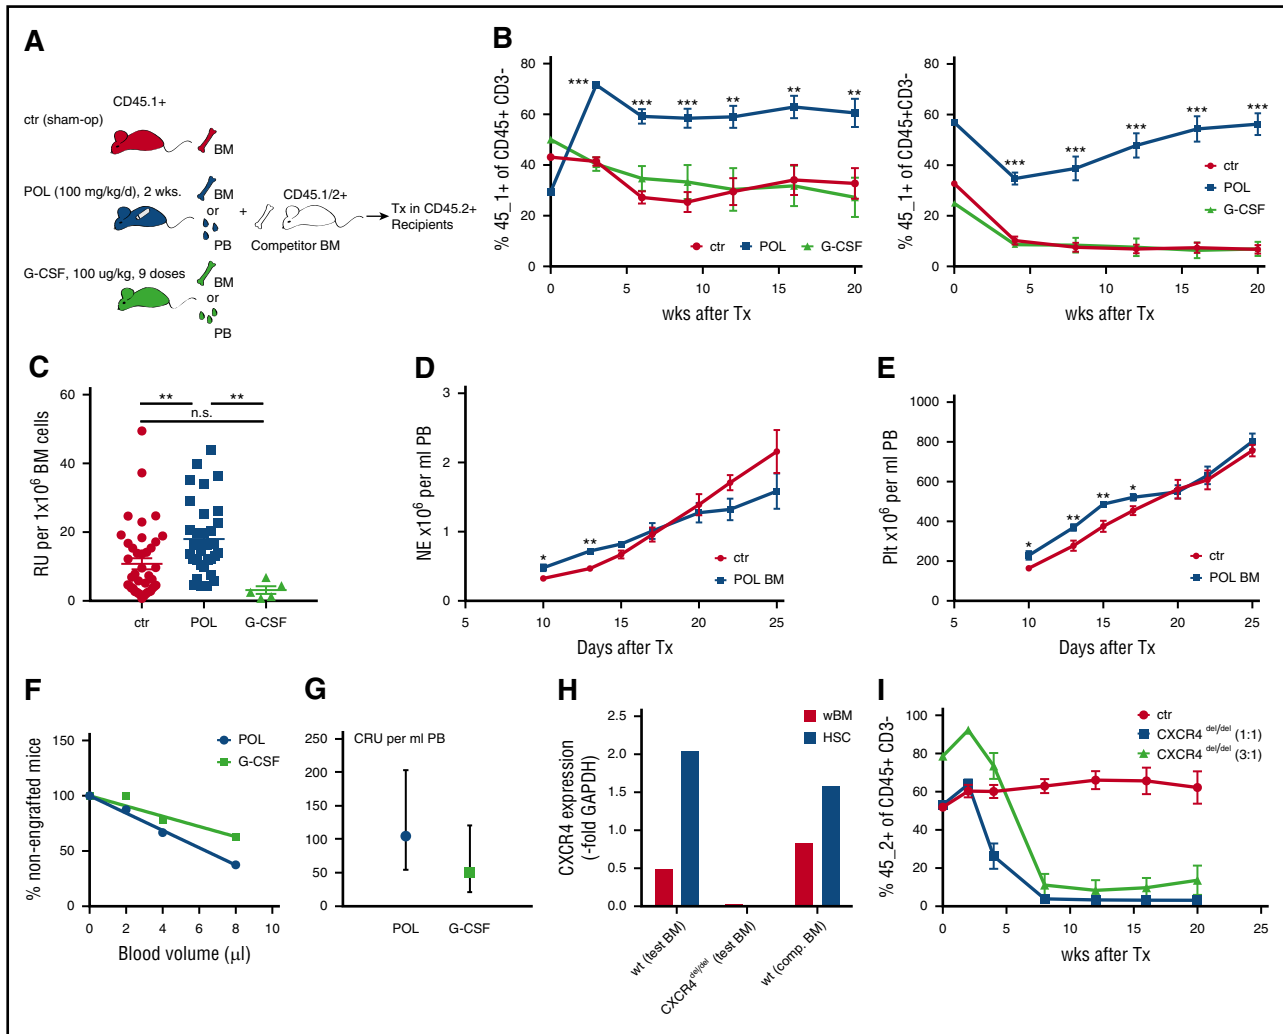 A
CD45.1+
ctr (sham-op)
BM
POL (100 mg/kg/d), 2 wks.
BM
or
PB
+
CD45.1/2+
Competitor BM
Tx in CD45.2+
Recipients
G-CSF, 100 ug/kg, 9 doses
BM
or
PB
B
% 45_1+ of CD45+ CD3-
80
60
40
20
0
*** *** *** ** ** **
ctr POL G-CSF
0 5 10 15 20
wks after Tx
% 45_1+ of CD45+CD3-
80
60
40
20
0
*** *** *** *** ***
ctr
POL
G-CSF
0 5 10 15 20
wks after Tx
C
RU per 1x10⁶ BM cells
60
40
20
0
** **
n.s.
ctr POL G-CSF
D
NE x10⁶ per ml PB
3
2
1
0
* **
ctr
POL BM
5 10 15 20 25
Days after Tx
E
Plt x10⁶ per ml PB
1000
800
600
400
200
0
* ** ** *
ctr
POL BM
5 10 15 20 25
Days after Tx
F
% non-engrafted mice
150
100
50
0
POL
G-CSF
0 2 4 6 8 10
Blood volume (µl)
G
CRU per ml PB
250
200
150
100
50
0
POL G-CSF
H
CXCR4 expression
(-fold GAPDH)
2.5
2.0
1.5
1.0
0.5
0.0
wBM
HSC
wt (test BM)
CXCR4del/del (test BM)
wt (comp. BM)
I
% 45_2+ of CD45+ CD3-
100
80
60
40
20
0
ctr
CXCR4 del/del (1:1)
CXCR4 del/del (3:1)
0 5 10 15 20 25
wks after Tx